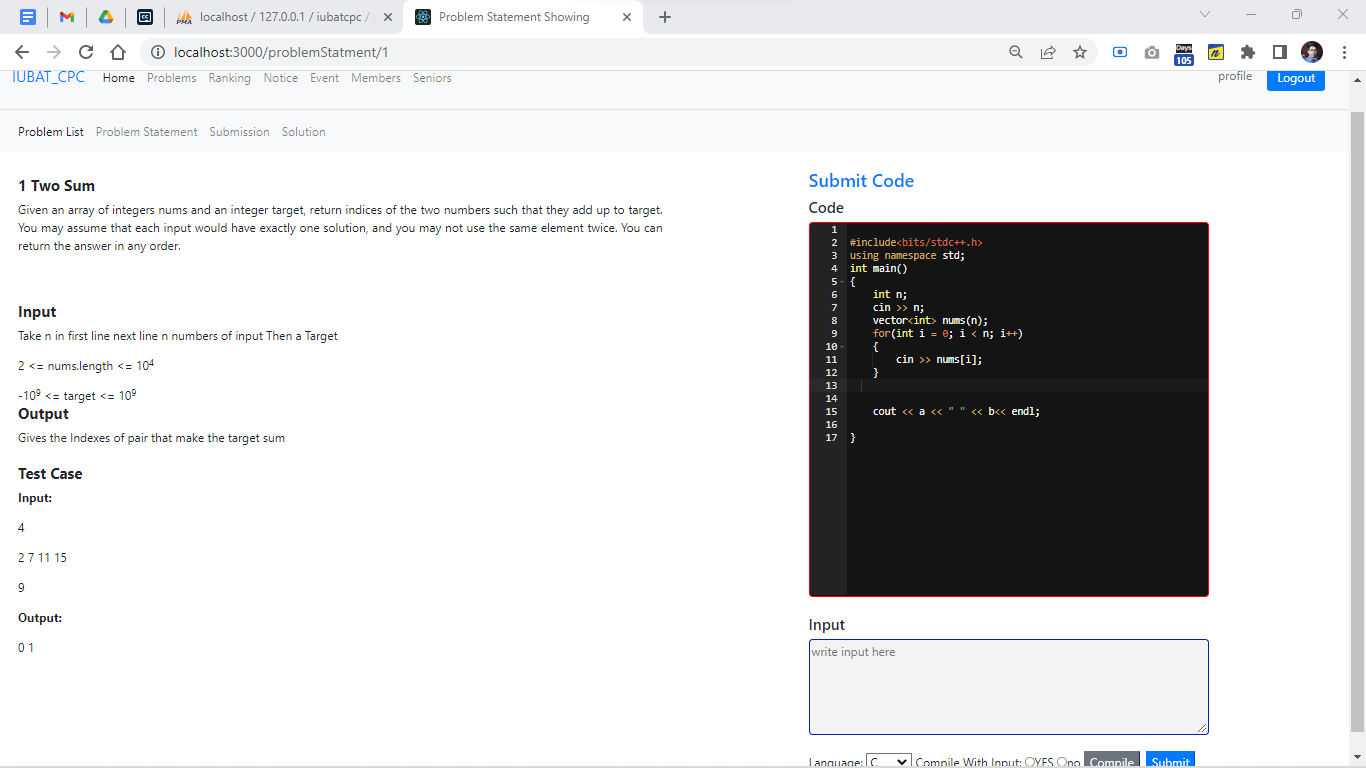 localhost / 127.0.0.1 / iubatcpc /
Problem Statement Showing
localhost:3000/problemStatment/1
Days
105
n
IUBAT_CPC Home Problems Ranking Notice Event Members Seniors
profile Logout
Problem List Problem Statement Submission Solution
1 Two Sum
Given an array of integers nums and an integer target, return indices of the two numbers such that they add up to target.
You may assume that each input would have exactly one solution, and you may not use the same element twice. You can
return the answer in any order.
Input
Take n in first line next line n numbers of input Then a Target
2 <= nums.length <= 10⁴
-10⁹ <= target <= 10⁹
Output
Gives the Indexes of pair that make the target sum
Test Case
Input:
4
2 7 11 15
9
Output:
0 1
Submit Code
Code
1
2 #include<bits/stdc++.h>
3 using namespace std;
4 int main()
5 {
6 int n;
7 cin >> n;
8 vector<int> nums(n);
9 for(int i = 0; i < n; i++)
10 {
11 cin >> nums[i];
12 }
13
14
15 cout << a << " " << b<< endl;
16
17 }
Input
write input here
Language: C Compile With Input: YES no Compile Submit